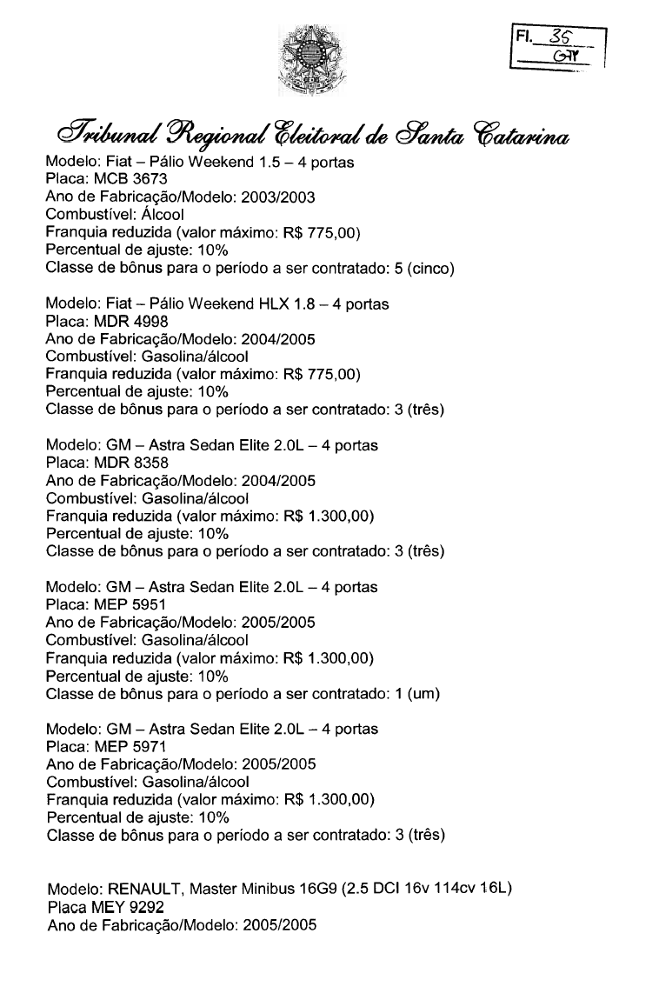 Fl. 35
GTP
Tribunal Regional Eleitoral de Santa Catarina
Modelo: Fiat – Pálio Weekend 1.5 – 4 portas
Placa: MCB 3673
Ano de Fabricação/Modelo: 2003/2003
Combustível: Álcool
Franquia reduzida (valor máximo: R$ 775,00)
Percentual de ajuste: 10%
Classe de bônus para o período a ser contratado: 5 (cinco)
Modelo: Fiat – Pálio Weekend HLX 1.8 – 4 portas
Placa: MDR 4998
Ano de Fabricação/Modelo: 2004/2005
Combustível: Gasolina/álcool
Franquia reduzida (valor máximo: R$ 775,00)
Percentual de ajuste: 10%
Classe de bônus para o período a ser contratado: 3 (três)
Modelo: GM – Astra Sedan Elite 2.0L – 4 portas
Placa: MDR 8358
Ano de Fabricação/Modelo: 2004/2005
Combustível: Gasolina/álcool
Franquia reduzida (valor máximo: R$ 1.300,00)
Percentual de ajuste: 10%
Classe de bônus para o período a ser contratado: 3 (três)
Modelo: GM – Astra Sedan Elite 2.0L – 4 portas
Placa: MEP 5951
Ano de Fabricação/Modelo: 2005/2005
Combustível: Gasolina/álcool
Franquia reduzida (valor máximo: R$ 1.300,00)
Percentual de ajuste: 10%
Classe de bônus para o período a ser contratado: 1 (um)
Modelo: GM – Astra Sedan Elite 2.0L – 4 portas
Placa: MEP 5971
Ano de Fabricação/Modelo: 2005/2005
Combustível: Gasolina/álcool
Franquia reduzida (valor máximo: R$ 1.300,00)
Percentual de ajuste: 10%
Classe de bônus para o período a ser contratado: 3 (três)
Modelo: RENAULT, Master Minibus 16G9 (2.5 DCI 16v 114cv 16L)
Placa MEY 9292
Ano de Fabricação/Modelo: 2005/2005